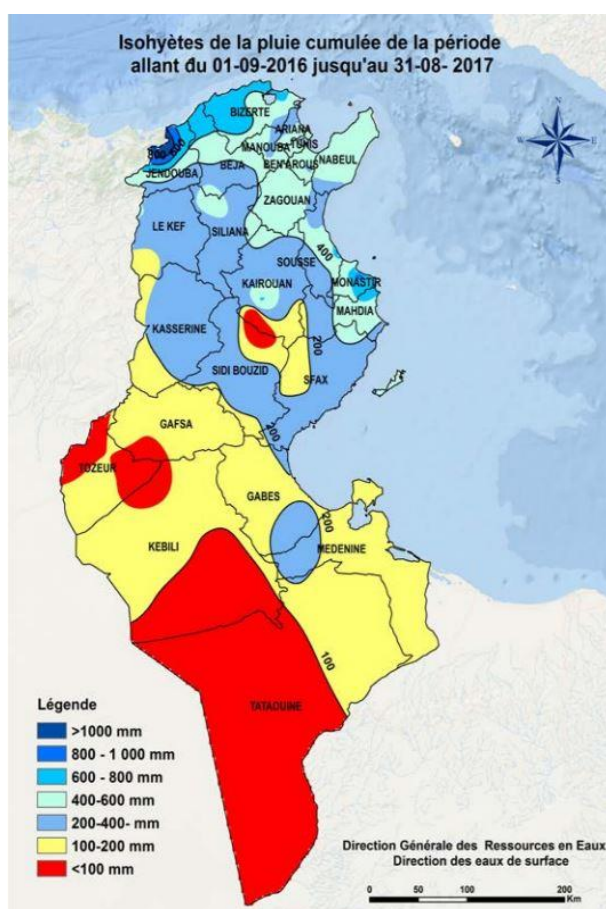 Isohyètes de la pluie cumulée de la période
allant du 01-09-2016 jusqu'au 31-08- 2017
N
W
E
S
BIZERTE
ARIANA
TUNIS
MANOUBA
BEN AROUS
NABEUL
BEJA
JENDOUBA
800
600
ZAGOUAN
LE KEF
SILIANA
400
SOUSSE
KAIROUAN
MONASTIR
MAHDIA
KASSERINE
200
SIDI BOUZID
SFAX
GAFSA
200
TOZEUR
GABES
200
KEBILI
MEDENINE
100
TATAOUINE
Légende
>1000 mm
800 - 1 000 mm
600 - 800 mm
400-600 mm
200-400- mm
100-200 mm
<100 mm
Direction Générale des Ressources en Eaux
Direction des eaux de surface
0 50 100 200
Km